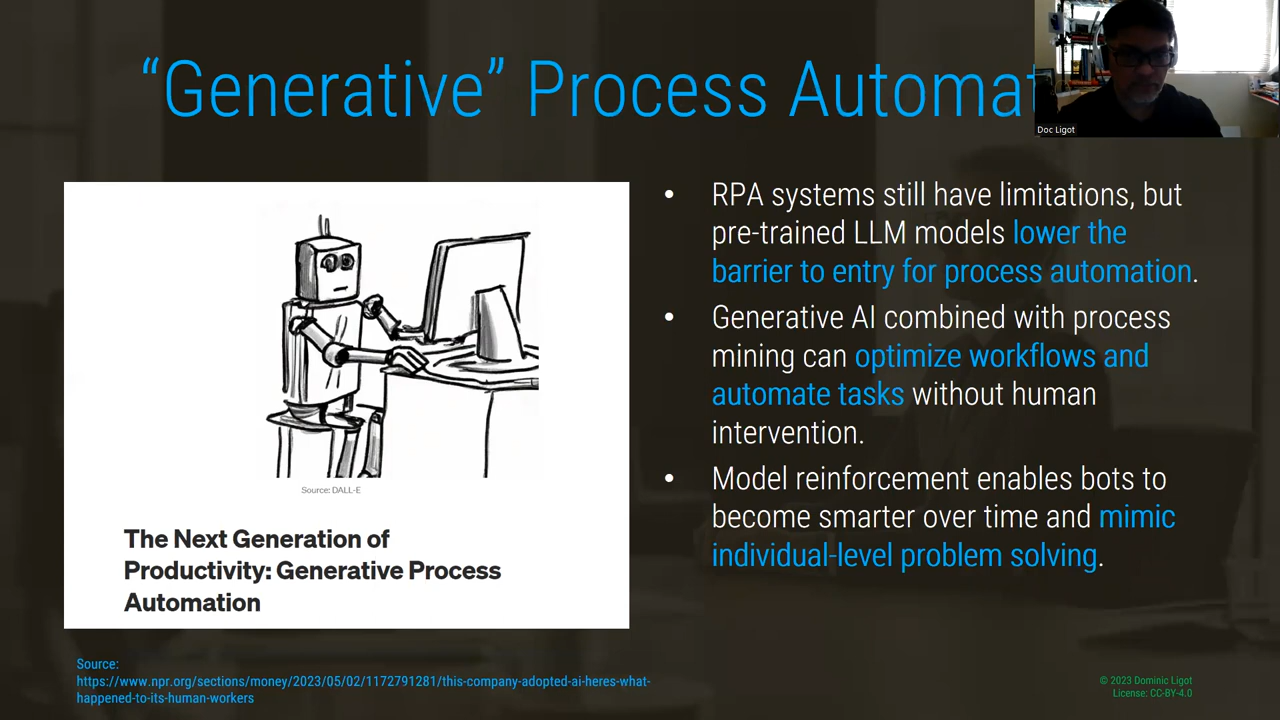 “Generative” Process Automat
Doc Ligot
Source: DALL-E
The Next Generation of
Productivity: Generative Process
Automation
• RPA systems still have limitations, but
pre-trained LLM models lower the
barrier to entry for process automation.
• Generative AI combined with process
mining can optimize workflows and
automate tasks without human
intervention.
• Model reinforcement enables bots to
become smarter over time and mimic
individual-level problem solving.
Source:
https://www.npr.org/sections/money/2023/05/02/1172791281/this-company-adopted-ai-heres-what-
happened-to-its-human-workers
© 2023 Dominic Ligot
License: CC-BY-4.0